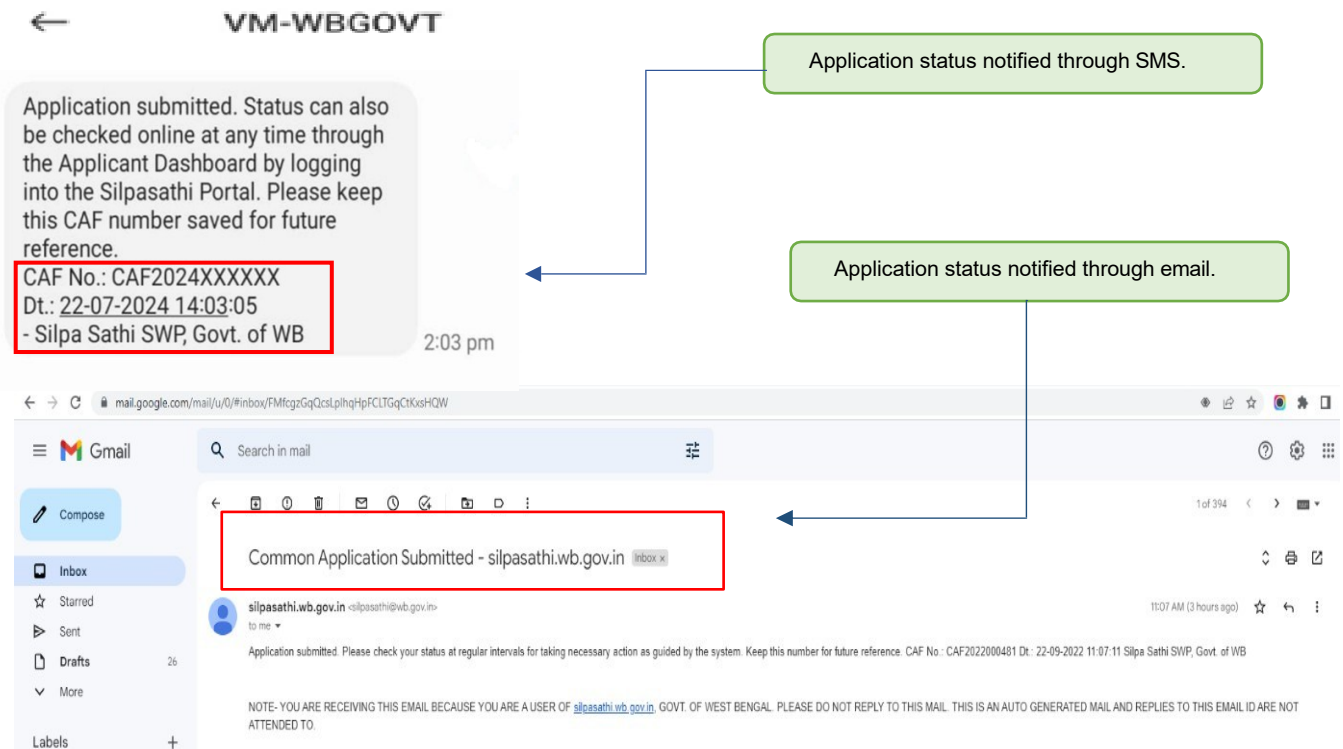 VM-WBGOVT
Application status notified through SMS.
Application submitted. Status can also
be checked online at any time through
the Applicant Dashboard by logging
into the Silpasathi Portal. Please keep
this CAF number saved for future
reference.
CAF No.: CAF2024XXXXXX
Dt.: 22-07-2024 14:03:05
- Silpa Sathi SWP, Govt. of WB
2:03 pm
Application status notified through email.
mail.google.com/mail/u/0/#inbox/FMfcgzGqQcsLpIhqHpFCLTGqCtKxsHQW
Gmail
Search in mail
Compose
1 of 394
Common Application Submitted - silpasathi.wb.gov.in Inbox x
Inbox
Starred
Sent
Drafts 26
More
Labels +
silpasathi.wb.gov.in <silpasathi@wb.gov.in>
11:07 AM (3 hours ago)
to me
Application submitted. Please check your status at regular intervals for taking necessary action as guided by the system. Keep this number for future reference. CAF No.: CAF2022000481 Dt.: 22-09-2022 11:07:11 Silpa Sathi SWP, Govt. of WB
NOTE- YOU ARE RECEIVING THIS EMAIL BECAUSE YOU ARE A USER OF silpasathi.wb.gov.in, GOVT. OF WEST BENGAL. PLEASE DO NOT REPLY TO THIS MAIL. THIS IS AN AUTO GENERATED MAIL AND REPLIES TO THIS EMAIL ID ARE NOT
ATTENDED TO.